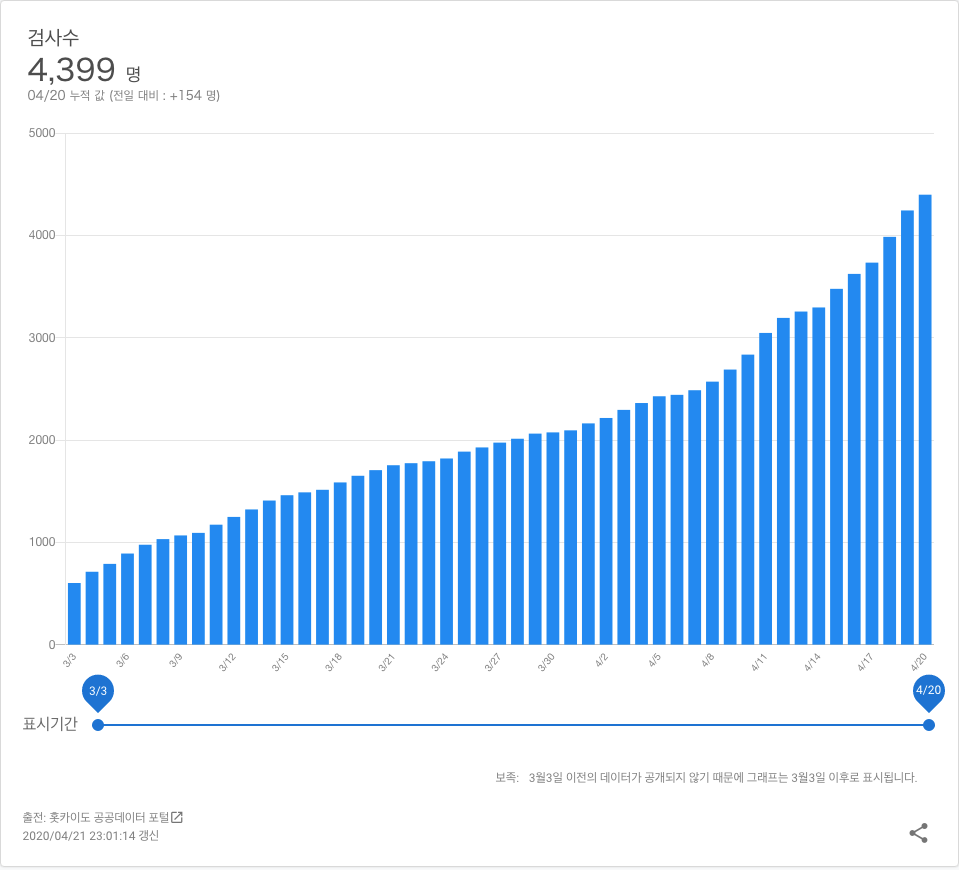 검사수
4,399 명
04/20 누적 값 (전일 대비 : +154 명)
5000
4000
3000
2000
1000
0
3/3 3/6 3/9 3/12 3/15 3/18 3/21 3/24 3/27 3/30 4/2 4/5 4/8 4/11 4/14 4/17 4/20
3/3 4/20
표시기간
보족: 3월3일 이전의 데이터가 공개되지 않기 때문에 그래프는 3월3일 이후로 표시됩니다.
출전: 홋카이도 공공데이터 포털
2020/04/21 23:01:14 갱신